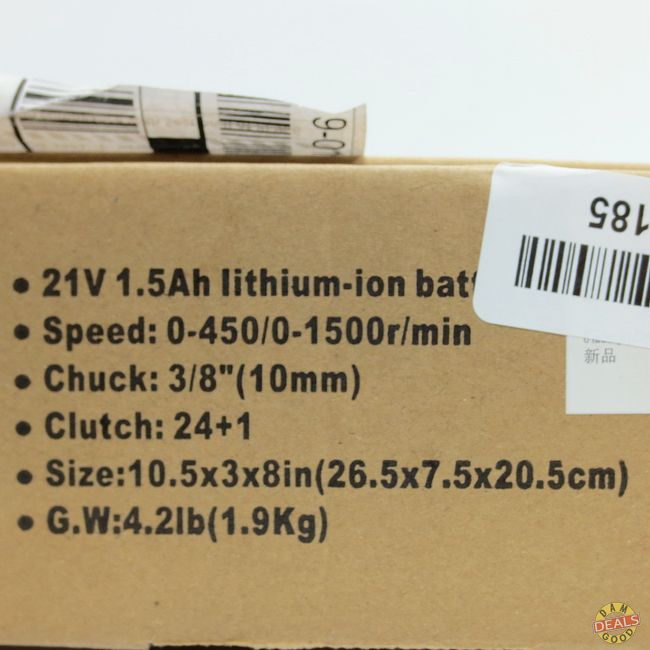 0-6
185
• 21V 1.5Ah lithium-ion
• Speed: 0-450/0-1500r/min
• Chuck: 3/8"(10mm)
• Clutch: 24+1
• Size:10.5x3x8in(26.5x7.5x20.5cm)
• G.W:4.2lb(1.9Kg)
新品
DAM
DEALS
GOOD